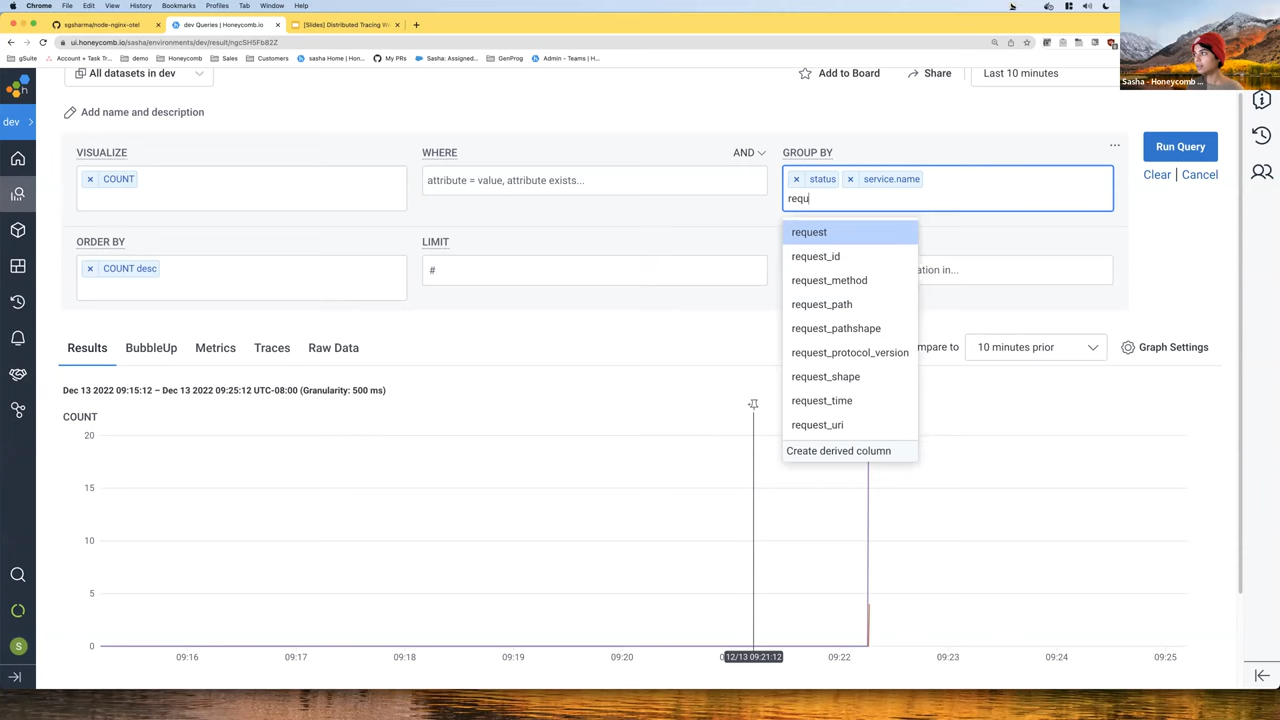 Chrome File Edit View History Bookmarks Profiles Tab Window Help
sgsharma/node-nginx-otel
dev Queries | Honeycomb.io
[Slides] Distributed Tracing W
ui.honeycomb.io/sasha/environments/dev/result/ngcSH5Fb82Z
gSuite
Account + Task Tr...
demo
Honeycomb
Sales
Customers
sasha Home | Hon...
My PRs
Sasha: Assigned...
GenProg
Admin - Teams | H...
Sasha - Honeycomb ...
All datasets in dev
Add to Board
Share
Last 10 minutes
dev
Add name and description
VISUALIZE
WHERE
AND
GROUP BY
Run Query
COUNT
attribute = value, attribute exists...
status
service.name
requ
Clear | Cancel
request
request_id
request_method
request_path
request_pathshape
request_protocol_version
request_shape
request_time
request_uri
Create derived column
ORDER BY
LIMIT
COUNT desc
#
ation in...
Results
BubbleUp
Metrics
Traces
Raw Data
mpare to
10 minutes prior
Graph Settings
Dec 13 2022 09:15:12 – Dec 13 2022 09:25:12 UTC-08:00 (Granularity: 500 ms)
COUNT
20
15
10
5
0
09:16
09:17
09:18
09:19
09:20
12/13 09:21:12
09:22
09:23
09:24
09:25
S